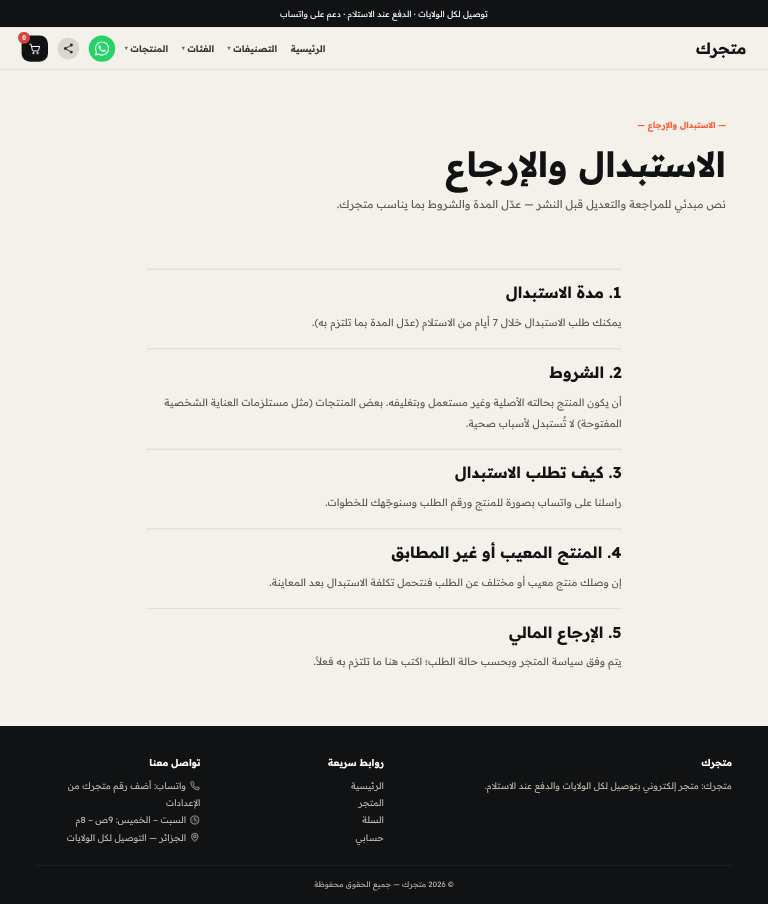 توصيل لكل الولايات · الدفع عند الاستلام · دعم على واتساب
متجرك
الرئيسية
التصنيفات ▾
الفئات ▾
المنتجات ▾
0
— الاستبدال والإرجاع —
الاستبدال والإرجاع
نص مبدئي للمراجعة والتعديل قبل النشر — عدّل المدة والشروط بما يناسب متجرك.
1. مدة الاستبدال
يمكنك طلب الاستبدال خلال 7 أيام من الاستلام (عدّل المدة بما تلتزم به).
2. الشروط
أن يكون المنتج بحالته الأصلية وغير مستعمل وبتغليفه. بعض المنتجات (مثل مستلزمات العناية الشخصية
المفتوحة) لا تُستبدل لأسباب صحية.
3. كيف تطلب الاستبدال
راسلنا على واتساب بصورة للمنتج ورقم الطلب وسنوجّهك للخطوات.
4. المنتج المعيب أو غير المطابق
إن وصلك منتج معيب أو مختلف عن الطلب فنتحمل تكلفة الاستبدال بعد المعاينة.
5. الإرجاع المالي
يتم وفق سياسة المتجر وبحسب حالة الطلب؛ اكتب هنا ما تلتزم به فعلاً.
متجرك
متجرك: متجر إلكتروني بتوصيل لكل الولايات والدفع عند الاستلام.
روابط سريعة
الرئيسية
المتجر
السلة
حسابي
تواصل معنا
واتساب: أضف رقم متجرك من
الإعدادات
السبت – الخميس: 9ص – 8م
الجزائر — التوصيل لكل الولايات
© 2026 متجرك — جميع الحقوق محفوظة